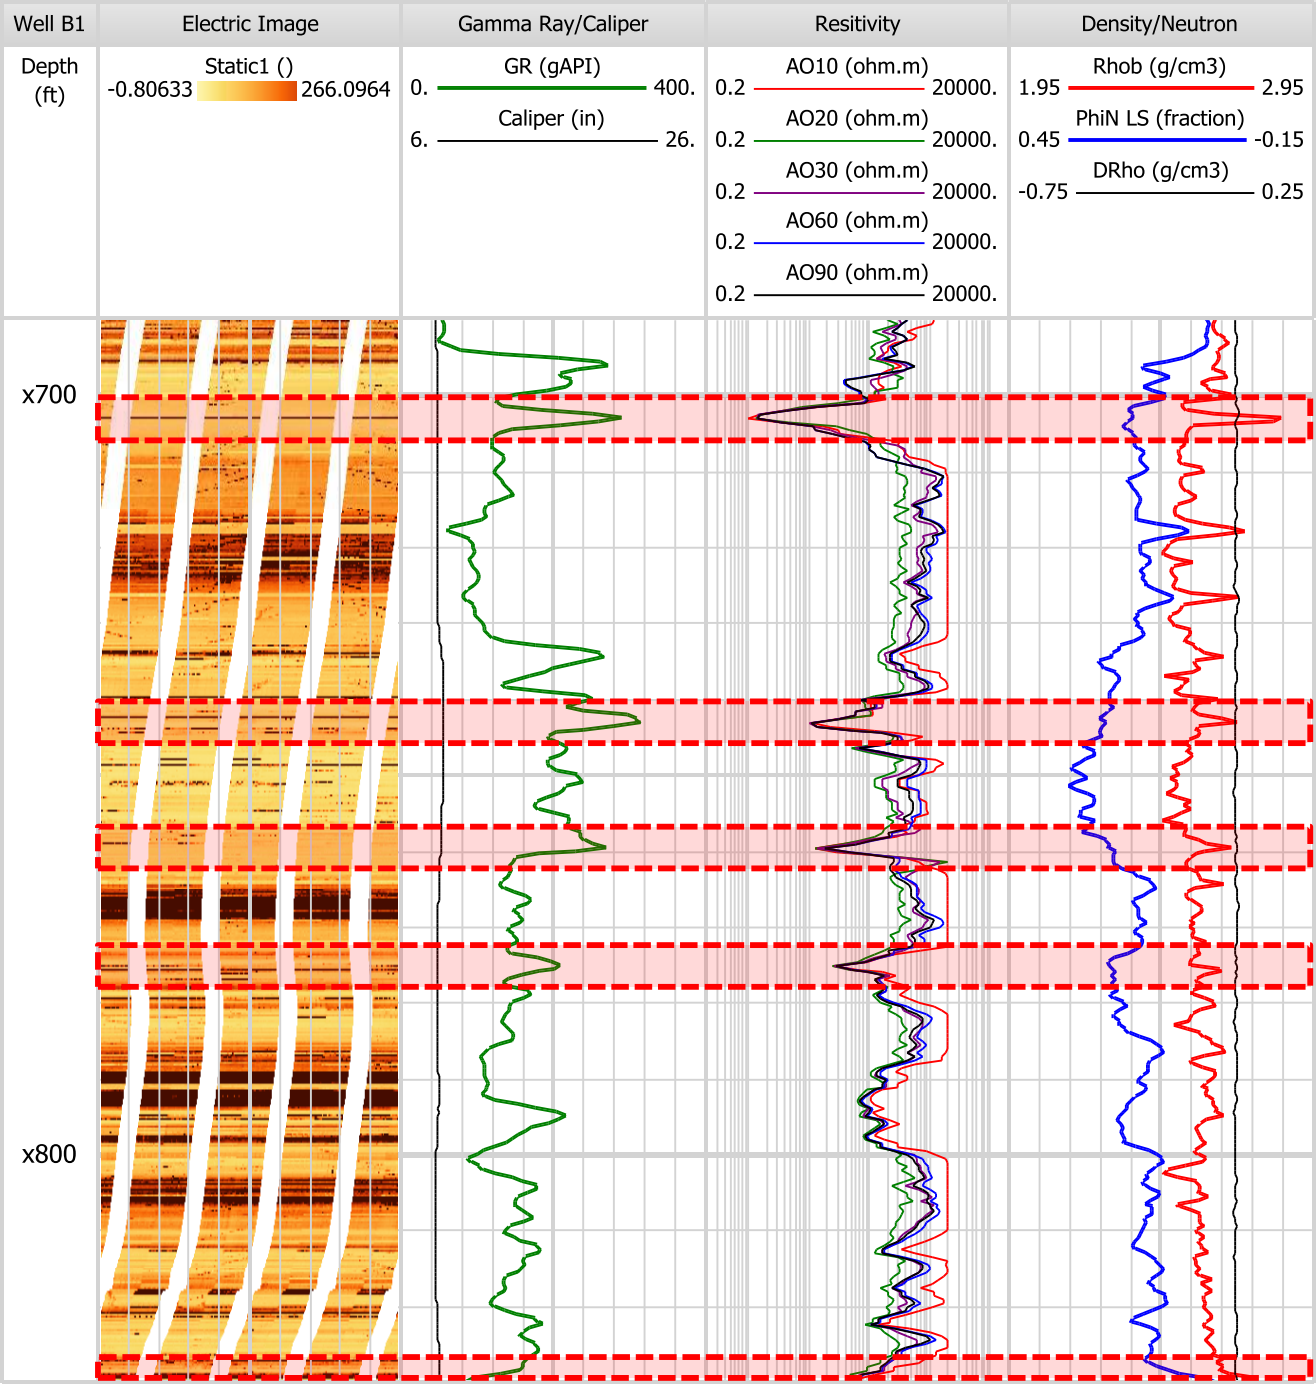 Well B1 Electric Image Gamma Ray/Caliper Resitivity Density/Neutron
Depth
(ft)
Static1 ()
-0.80633 266.0964
GR (gAPI)
0. 400.
Caliper (in)
6. 26.
AO10 (ohm.m)
0.2 20000.
AO20 (ohm.m)
0.2 20000.
AO30 (ohm.m)
0.2 20000.
AO60 (ohm.m)
0.2 20000.
AO90 (ohm.m)
0.2 20000.
Rhob (g/cm3)
1.95 2.95
PhiN LS (fraction)
0.45 -0.15
DRho (g/cm3)
-0.75 0.25
x700
x800